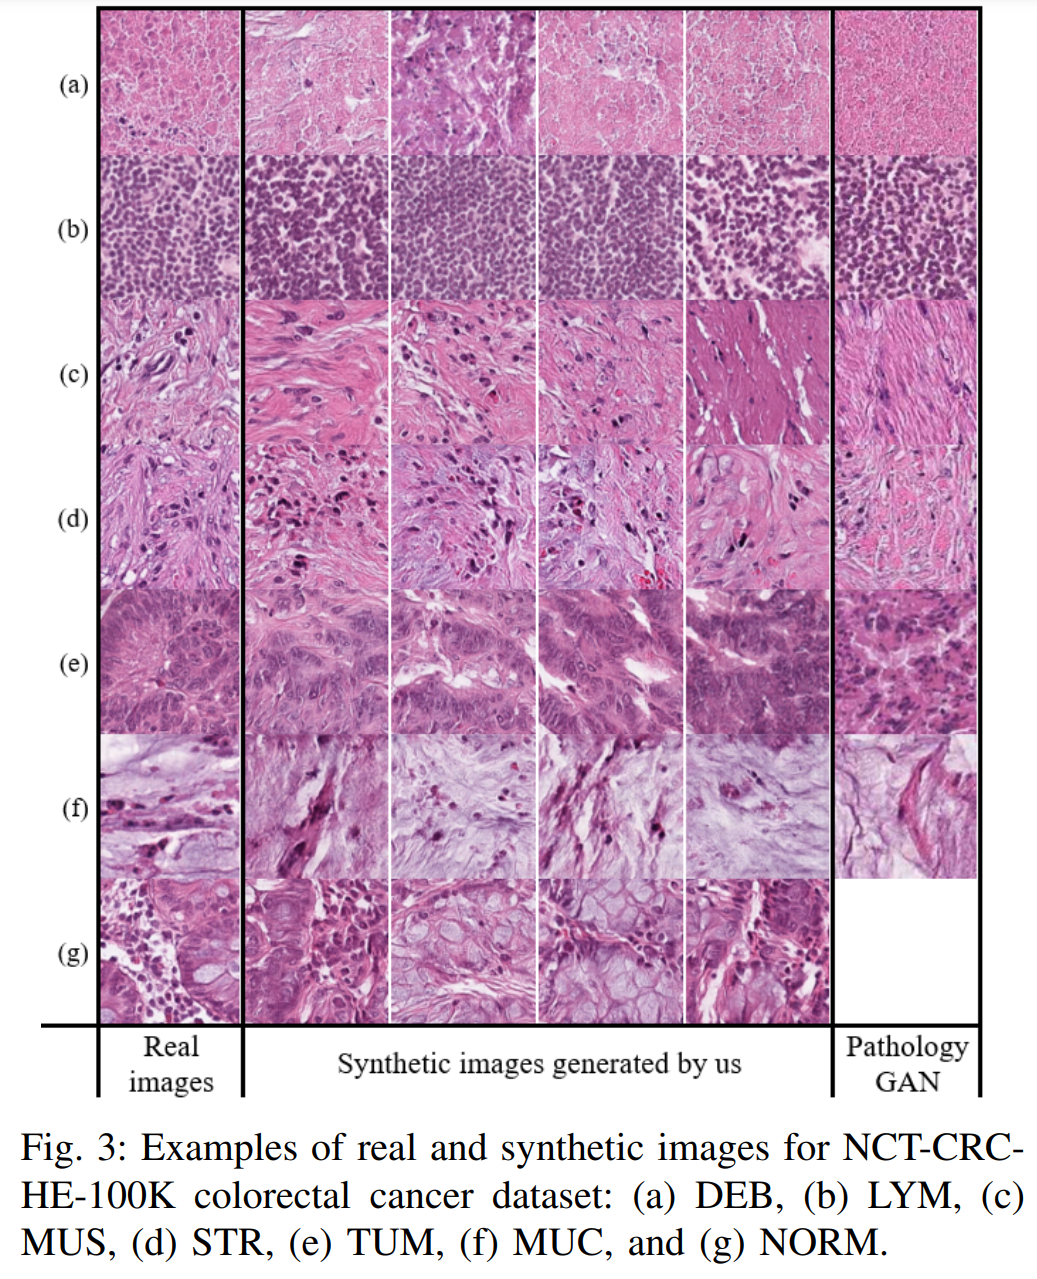 (a)
(b)
(c)
(d)
(e)
(f)
(g)
Real
images
Synthetic images generated by us
Pathology
GAN
Fig. 3: Examples of real and synthetic images for NCT-CRC-
HE-100K colorectal cancer dataset: (a) DEB, (b) LYM, (c)
MUS, (d) STR, (e) TUM, (f) MUC, and (g) NORM.